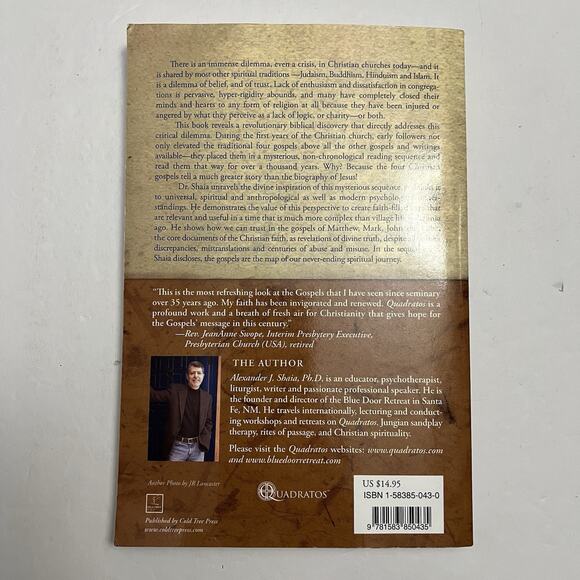 There is an immense dilemma, even a crisis, in Christian churches today—and it
is shared by most other spiritual traditions —Judaism, Buddhism, Hinduism and Islam. It
is a dilemma of belief, and of trust. Lack of enthusiasm and dissatisfaction in congrega-
tions is pervasive, hyper-rigidity abounds, and many have completely closed their
minds and hearts to any form of religion at all because they have been injured or
angered by what they perceive as a lack of logic, or charity—or both.
This book reveals a revolutionary biblical discovery that directly addresses this
critical dilemma. During the first years of the Christian church, early followers not
only elevated the traditional four gospels above all the other gospels and writings
available—they placed them in a mysterious, non-chronological reading sequence and
read them that way for over a thousand years. Why? Because the four Christian
gospels tell a much greater story than the biography of Jesus!
Dr. Shaia unravels the divine inspiration of this mysterious sequence, it
to universal, spiritual and anthropological as well as modern psychological
standings. He demonstrates the value of this perspective to create faith-filled that
are relevant and useful in a time that is much more complex than village life
ago. He shows how we can trust in the gospels of Matthew, Mark, John
the core documents of the Christian faith, as revelations of divine truth, despite
discrepancies, mistranslations and centuries of abuse and misuse. In the sequence
Shaia discloses, the gospels are the map of our never-ending spiritual journey.
"This is the most refreshing look at the Gospels that I have seen since seminary
over 35 years ago. My faith has been invigorated and renewed. Quadratos is a
profound work and a breath of fresh air for Christianity that gives hope for
the Gospels' message in this century."
—Rev. JeanAnne Swope, Interim Presbytery Executive,
Presbyterian Church (USA), retired
THE AUTHOR
Alexander J. Shaia, Ph.D, is an educator, psychotherapist,
liturgist, writer and passionate professional speaker. He is
the founder and director of the Blue Door Retreat in Santa
Fe, NM. He travels internationally, lecturing and conduct-
ing workshops and retreats on Quadratos, Jungian sandplay
therapy, rites of passage, and Christian spirituality.
Please visit the Quadratos websites: www.quadratos.com
and www.bluedoorretreat.com
Author Photo by JR Lancaster
Published by Cold Tree Press
www.coldtreepress.com
QUADRATOS
US $14.95
ISBN 1-58385-043-0
9 781583 850435